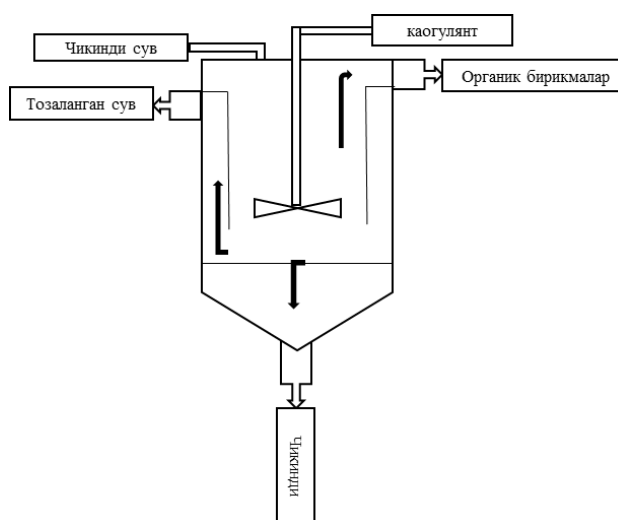 каогулянт
Чикинди сув
Органик бирикмалар
Тозаланган сув
Чикинди